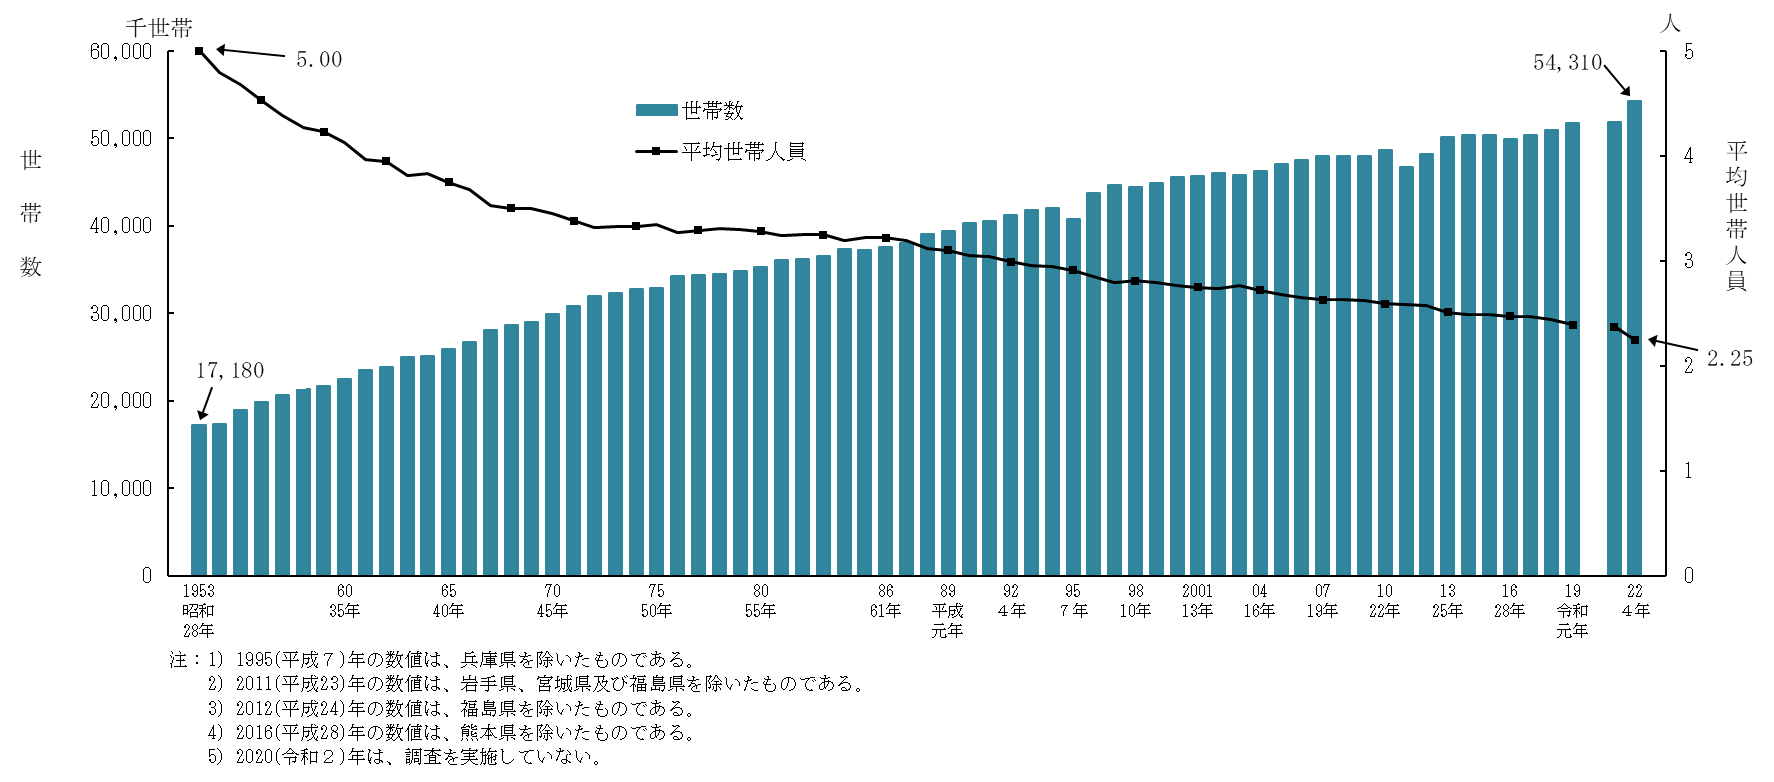 千世帯
人
60,000
50,000
40,000
30,000
20,000
10,000
0
世帯数
5
4
3
2
1
0
平均世帯人員
5.00
54,310
17,180
2.25
世帯数
平均世帯人員
1953 60 65 70 75 80 86 89 92 95 98 2001 04 07 10 13 16 19 22
昭和 35年 40年 45年 50年 55年 61年 平成 4年 7年 10年 13年 16年 19年 22年 25年 28年 令和 4年
28年 元年 元年
注：1) 1995(平成７)年の数値は、兵庫県を除いたものである。
2) 2011(平成23)年の数値は、岩手県、宮城県及び福島県を除いたものである。
3) 2012(平成24)年の数値は、福島県を除いたものである。
4) 2016(平成28)年の数値は、熊本県を除いたものである。
5) 2020(令和２)年は、調査を実施していない。